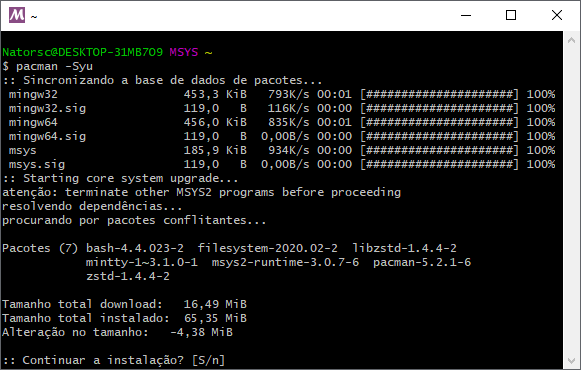 ~
Natorsc@DESKTOP-31MB7O9 MSYS ~
$ pacman -Syu
:: Sincronizando a base de dados de pacotes...
mingw32 453,3 KiB 793K/s 00:01 [#####################] 100%
mingw32.sig 119,0 B 116K/s 00:00 [#####################] 100%
mingw64 456,0 KiB 835K/s 00:01 [#####################] 100%
mingw64.sig 119,0 B 0,00B/s 00:00 [#####################] 100%
msys 185,9 KiB 934K/s 00:00 [#####################] 100%
msys.sig 119,0 B 0,00B/s 00:00 [#####################] 100%
:: Starting core system upgrade...
atenção: terminate other MSYS2 programs before proceeding
resolvendo dependências...
procurando por pacotes conflitantes...
Pacotes (7) bash-4.4.023-2 filesystem-2020.02-2 libzstd-1.4.4-2
mintty-1~3.1.0-1 msys2-runtime-3.0.7-6 pacman-5.2.1-6
zstd-1.4.4-2
Tamanho total download: 16,49 MiB
Tamanho total instalado: 65,35 MiB
Alteração no tamanho: -4,38 MiB
:: Continuar a instalação? [S/n]